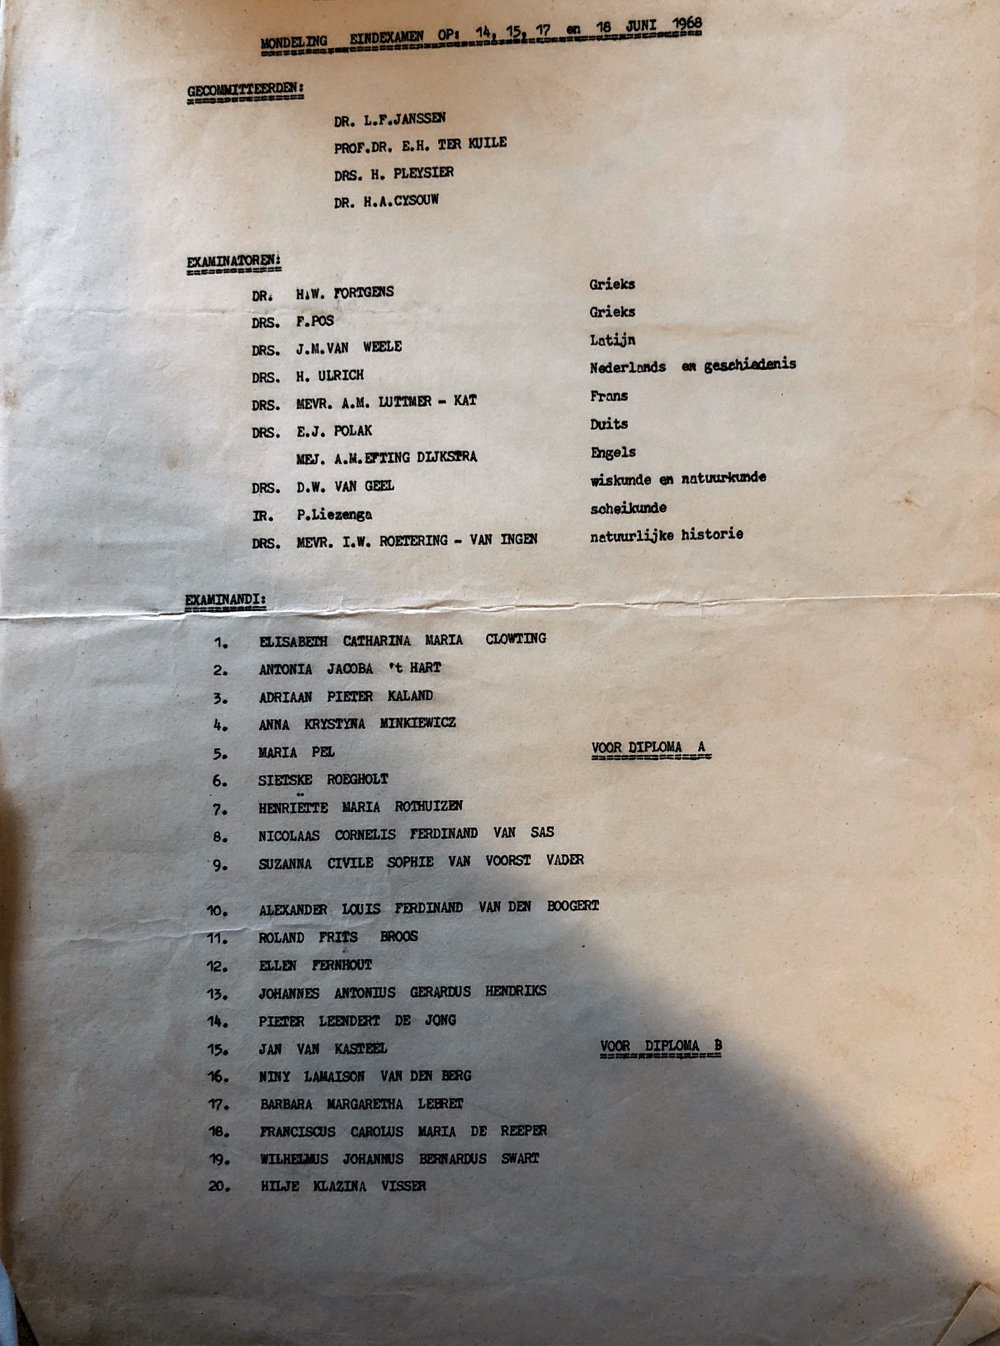 MONDELING EINDEXAMEN OP: 14, 15, 17 en 18 JUNI 1968
GECOMMITTEERDEN:
DR. L.F.JANSSEN
PROF.DR. E.H. TER KUILE
DRS. H. PLEYSIER
DR. H.A.CYSOUW
EXAMINATOREN:
DR. H.W. FORTGENS Grieks
DRS. F.POS Grieks
DRS. J.M.VAN WEELE Latijn
DRS. H. ULRICH Nederlands en geschiedenis
DRS. MEVR. A.M. LUTTMER - KAT Frans
DRS. E.J. POLAK Duits
MEJ. A.M.EFTING DIJKSTRA Engels
DRS. D.W. VAN GEEL wiskunde en natuurkunde
IR. P.Liezenga scheikunde
DRS. MEVR. I.W. ROETERING - VAN INGEN natuurlijke historie
EXAMINANDI:
1. ELISABETH CATHARINA MARIA CLOWTING
2. ANTONIA JACOBA 't HART
3. ADRIAAN PIETER KALAND
4. ANNA KRYSTYNA MINKIEWICZ
5. MARIA PEL VOOR DIPLOMA A
6. SIETSKE ROEGHOLT
7. HENRIËTTE MARIA ROTHUIZEN
8. NICOLAAS CORNELIS FERDINAND VAN SAS
9. SUZANNA CIVILE SOPHIE VAN VOORST VADER
10. ALEXANDER LOUIS FERDINAND VAN DEN BOOGERT
11. ROLAND FRITS BROOS
12. ELLEN FERNHOUT
13. JOHANNES ANTONIUS GERARDUS HENDRIKS
14. PIETER LEENDERT DE JONG
15. JAN VAN KASTEEL VOOR DIPLOMA B
16. NINY LAMAISON VAN DEN BERG
17. BARBARA MARGARETHA LEBRET
18. FRANCISCUS CAROLUS MARIA DE REEPER
19. WILHELMUS JOHANNUS BERNARDUS SWART
20. HILJE KLAZINA VISSER